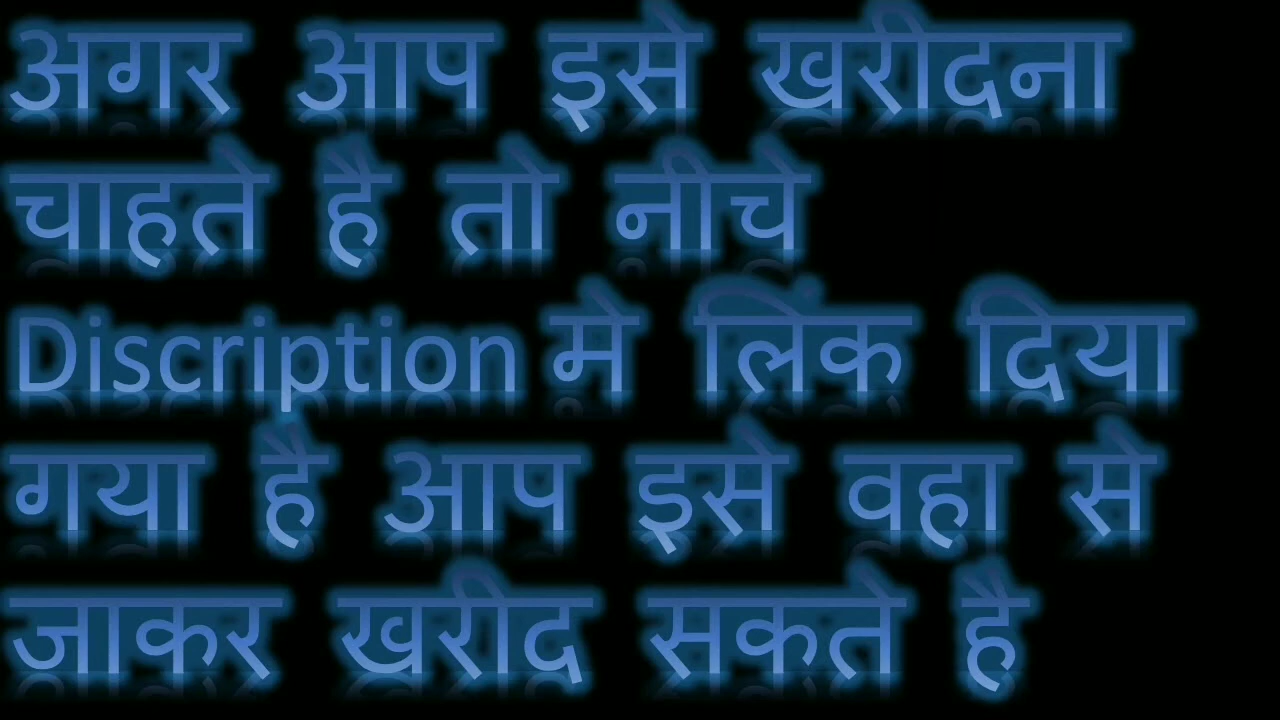 अगर आप इसे खरीदना
चाहते है तो नीचे
Discription मे लिंक दिया
गया है आप इसे वहा से
जाकर खरीद सकते है